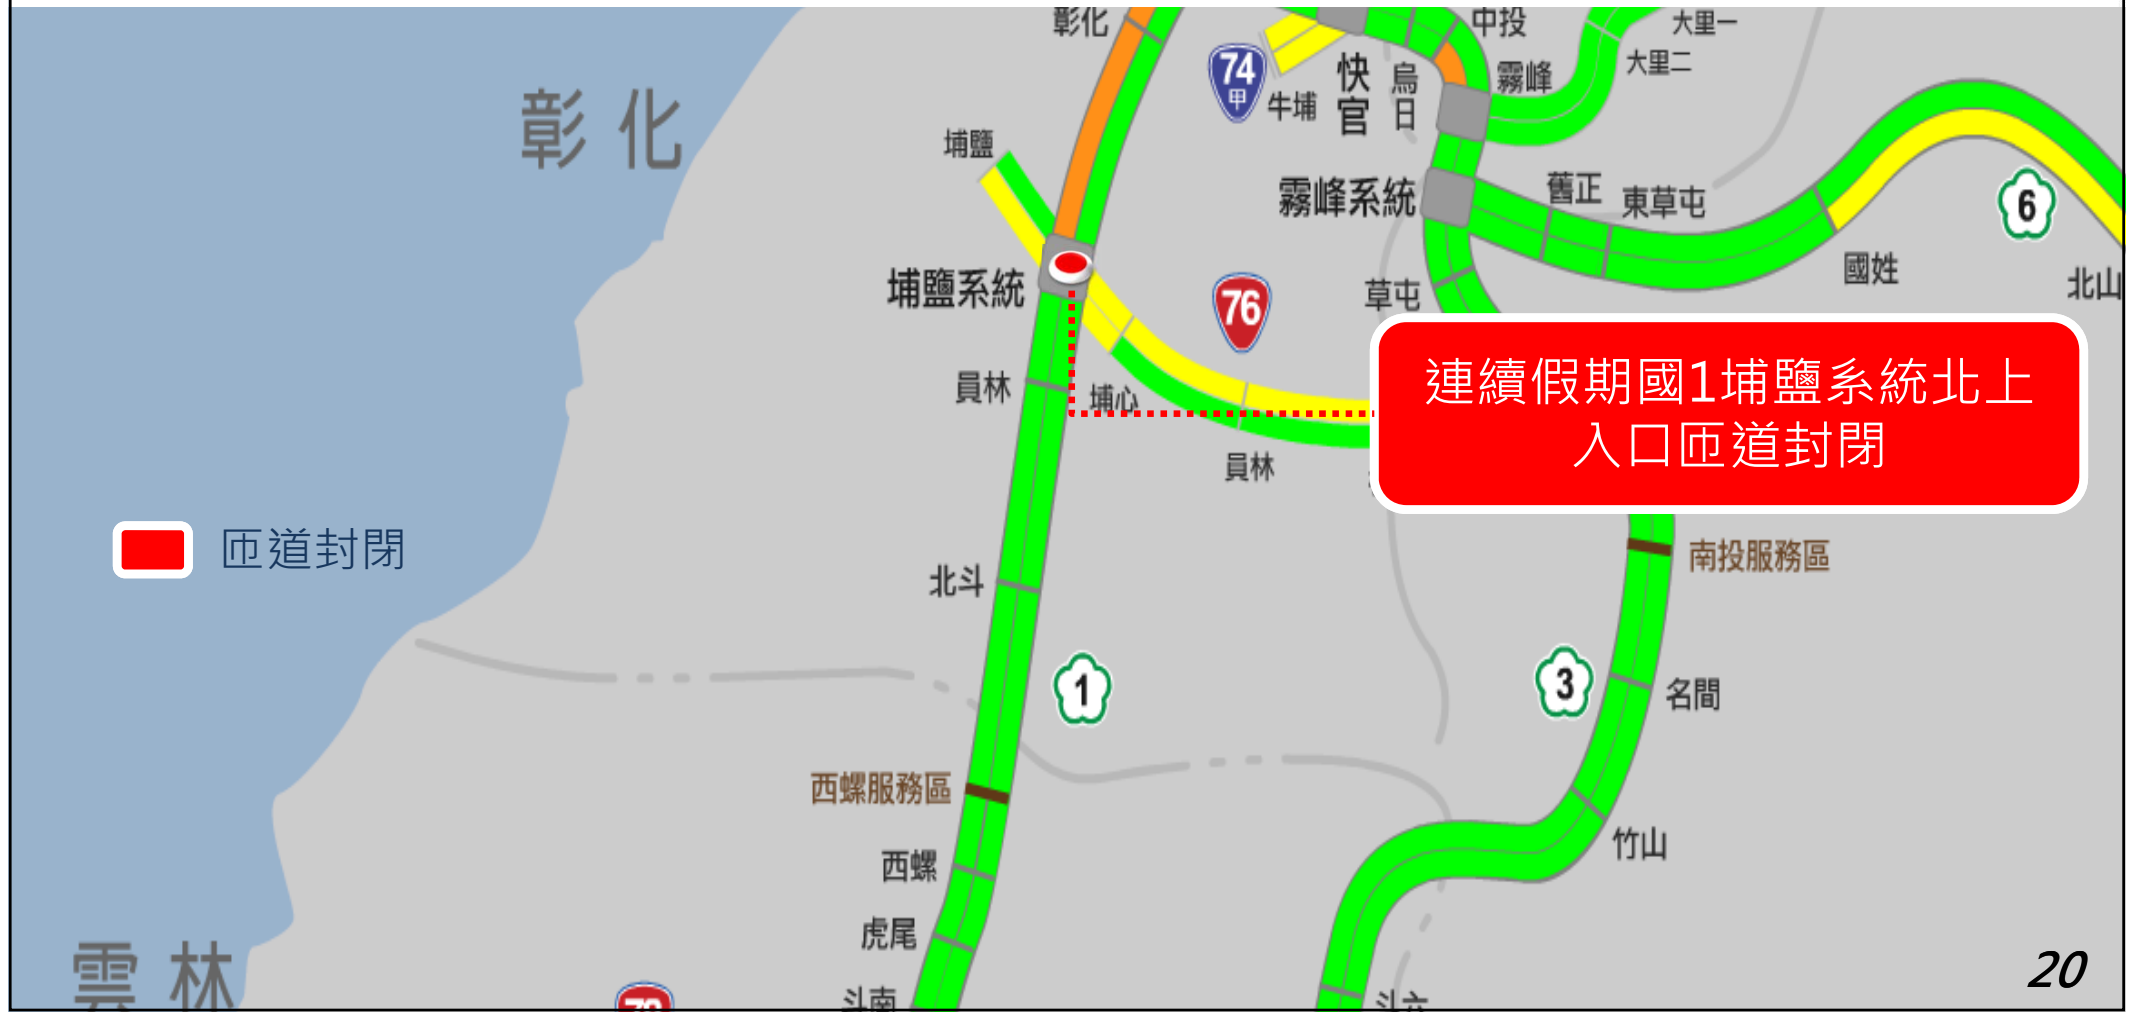 彰化
中投
大里一
大里二
霧峰
74
甲
牛埔
快官
烏日
彰化
埔鹽
霧峰系統
舊正
東草屯
6
國姓
北山
埔鹽系統
76
草屯
連續假期國1埔鹽系統北上
入口匝道封閉
員林
埔心
員林
匝道封閉
北斗
南投服務區
1
3
名間
西螺服務區
竹山
西螺
虎尾
雲林
斗南
斗六
20